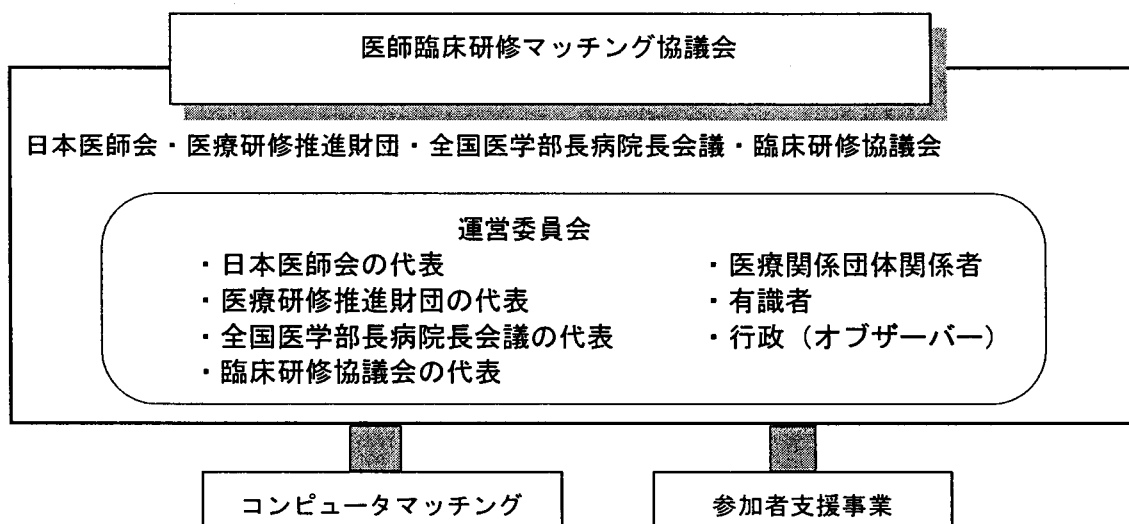 医師臨床研修マッチング協議会
日本医師会・医療研修推進財団・全国医学部長病院長会議・臨床研修協議会
運営委員会
・日本医師会の代表
・医療研修推進財団の代表
・全国医学部長病院長会議の代表
・臨床研修協議会の代表
・医療関係団体関係者
・有識者
・行政（オブザーバー）
コンピュータマッチング
参加者支援事業